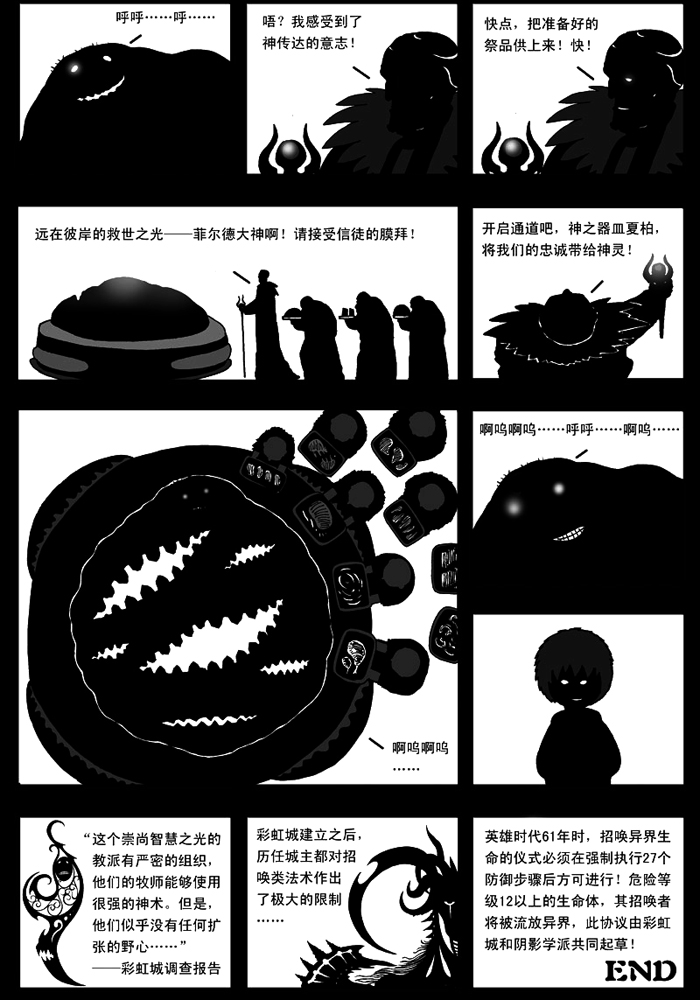 呼呼……呼……
唔？我感受到了
神传达的意志！
快点，把准备好的
祭品供上来！快！
远在彼岸的救世之光——菲尔德大神啊！请接受信徒的膜拜！
开启通道吧，神之器皿夏柏，
将我们的忠诚带给神灵！
啊呜啊呜
……
啊呜啊呜……呼呼……啊呜……
“这个崇尚智慧之光的
教派有严密的组织，
他们的牧师能够使用
很强的神术。但是，
他们似乎没有任何扩
张的野心……”
——彩虹城调查报告
彩虹城建立之后，
历任城主都对招
唤类法术作出
了极大的限制
……
英雄时代61年时，招唤异界生
命的仪式必须在强制执行27个
防御步骤后方可进行！危险等
级12以上的生命体，其招唤者
将被流放异界，此协议由彩虹
城和阴影学派共同起草！
END